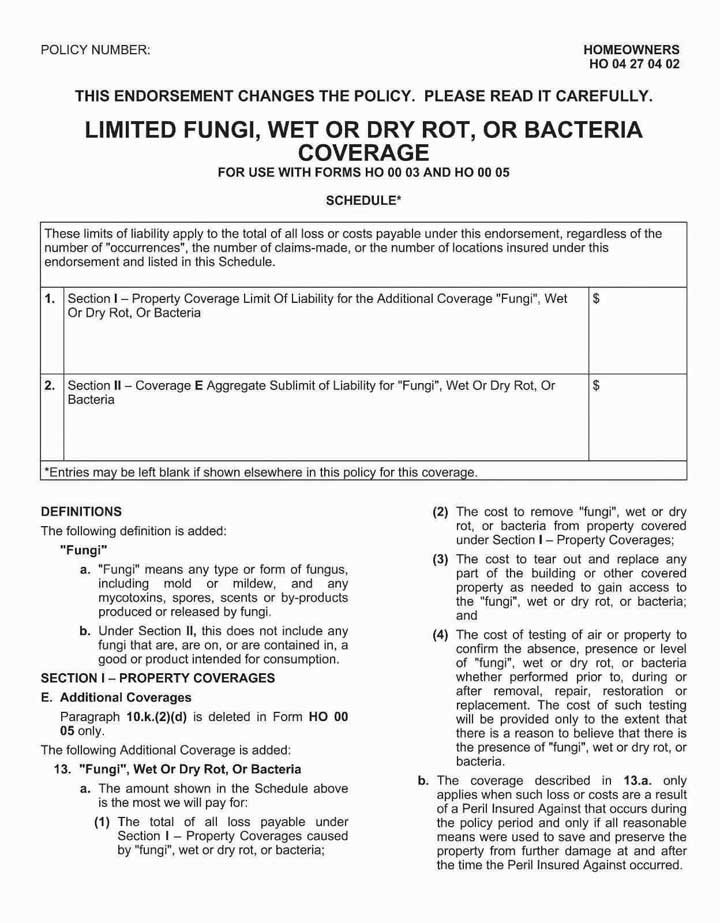 POLICY NUMBER:
HOMEOWNERS
HO 04 27 04 02
THIS ENDORSEMENT CHANGES THE POLICY. PLEASE READ IT CAREFULLY.
LIMITED FUNGI, WET OR DRY ROT, OR BACTERIA
COVERAGE
FOR USE WITH FORMS HO 00 03 AND HO 00 05
SCHEDULE*
These limits of liability apply to the total of all loss or costs payable under this endorsement, regardless of the
number of "occurrences", the number of claims-made, or the number of locations insured under this
endorsement and listed in this Schedule.
1. Section I – Property Coverage Limit Of Liability for the Additional Coverage "Fungi", Wet $
Or Dry Rot, Or Bacteria
2. Section II – Coverage E Aggregate Sublimit of Liability for "Fungi", Wet Or Dry Rot, Or $
Bacteria
*Entries may be left blank if shown elsewhere in this policy for this coverage.
DEFINITIONS
The following definition is added:
"Fungi"
a. "Fungi" means any type or form of fungus,
including mold or mildew, and any
mycotoxins, spores, scents or by-products
produced or released by fungi.
b. Under Section II, this does not include any
fungi that are, are on, or are contained in, a
good or product intended for consumption.
SECTION I – PROPERTY COVERAGES
E. Additional Coverages
Paragraph 10.k.(2)(d) is deleted in Form HO 00
05 only.
The following Additional Coverage is added:
13. "Fungi", Wet Or Dry Rot, Or Bacteria
a. The amount shown in the Schedule above
is the most we will pay for:
(1) The total of all loss payable under
Section I – Property Coverages caused
by "fungi", wet or dry rot, or bacteria;
(2) The cost to remove "fungi", wet or dry
rot, or bacteria from property covered
under Section I – Property Coverages;
(3) The cost to tear out and replace any
part of the building or other covered
property as needed to gain access to
the "fungi", wet or dry rot, or bacteria;
and
(4) The cost of testing of air or property to
confirm the absence, presence or level
of "fungi", wet or dry rot, or bacteria
whether performed prior to, during or
after removal, repair, restoration or
replacement. The cost of such testing
will be provided only to the extent that
there is a reason to believe that there is
the presence of "fungi", wet or dry rot, or
bacteria.
b. The coverage described in 13.a. only
applies when such loss or costs are a result
of a Peril Insured Against that occurs during
the policy period and only if all reasonable
means were used to save and preserve the
property from further damage at and after
the time the Peril Insured Against occurred.